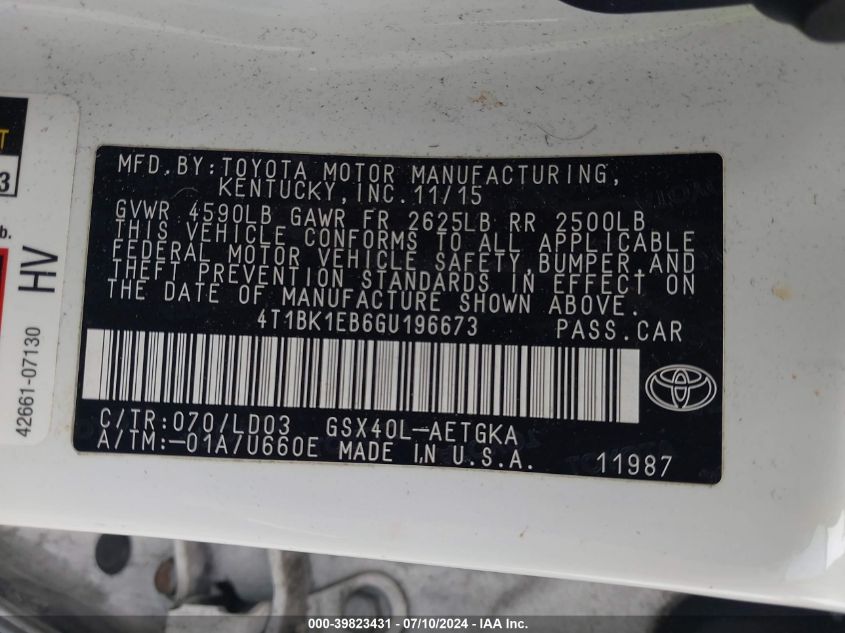 MFD.BY:TOYOTA MOTOR MANUFACTURING,
KENTUCKY,INC.11/15
GVWR 4590LB GAWR FR 2625LB RR 2500LB
THIS VEHICLE CONFORMS TO ALL APPLICABLE
FEDERAL MOTOR VEHICLE SAFETY,BUMPER,AND
THEFT PREVENTION STANDARDS IN EFFECT ON
THE DATE OF MANUFACTURE SHOWN ABOVE.
4T1BK1EB6GU196673 PASS.CAR
C/TR:070/LD03 GSX40L-AETGKA
A/TM:-01A/U660E MADE IN U.S.A. 11987
T
3
b.
HV
42661-07130
000-39823431 - 07/10/2024 - IAA Inc.